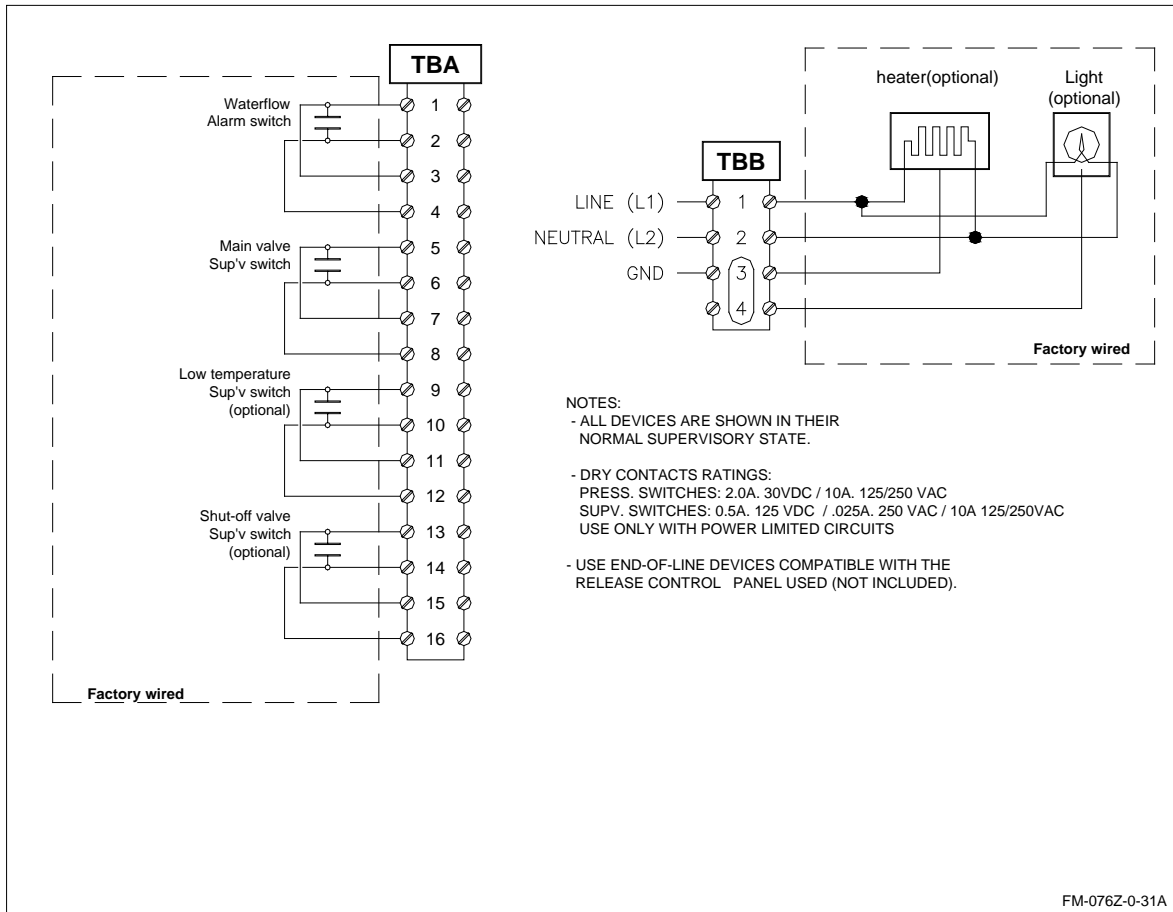 TBA
Waterflow
Alarm switch
1
2
3
4
Main valve
Sup'v switch
5
6
7
8
Low temperature
Sup'v switch
(optional)
9
10
11
12
Shut-off valve
Sup'v switch
(optional)
13
14
15
16
Factory wired
heater(optional)
Light
(optional)
TBB
LINE (L1)
1
NEUTRAL (L2)
2
GND
3
4
Factory wired
NOTES:
- ALL DEVICES ARE SHOWN IN THEIR
NORMAL SUPERVISORY STATE.
- DRY CONTACTS RATINGS:
PRESS. SWITCHES: 2.0A. 30VDC / 10A. 125/250 VAC
SUPV. SWITCHES: 0.5A. 125 VDC / .025A. 250 VAC / 10A 125/250VAC
USE ONLY WITH POWER LIMITED CIRCUITS
- USE END-OF-LINE DEVICES COMPATIBLE WITH THE
RELEASE CONTROL PANEL USED (NOT INCLUDED).
FM-076Z-0-31A